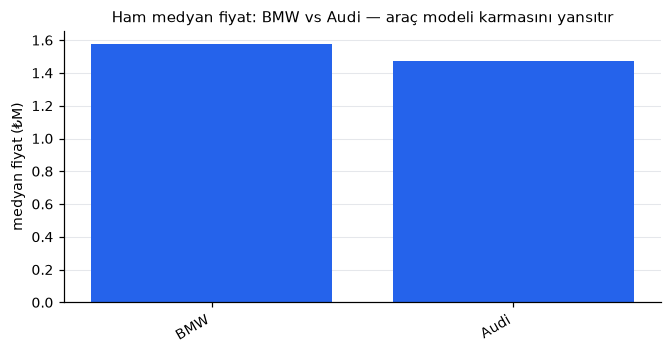 Ham medyan fiyat: BMW vs Audi — araç modeli karmasını yansıtır
medyan fiyat (₺M)
1.6
1.4
1.2
1.0
0.8
0.6
0.4
0.2
0.0
BMW
Audi